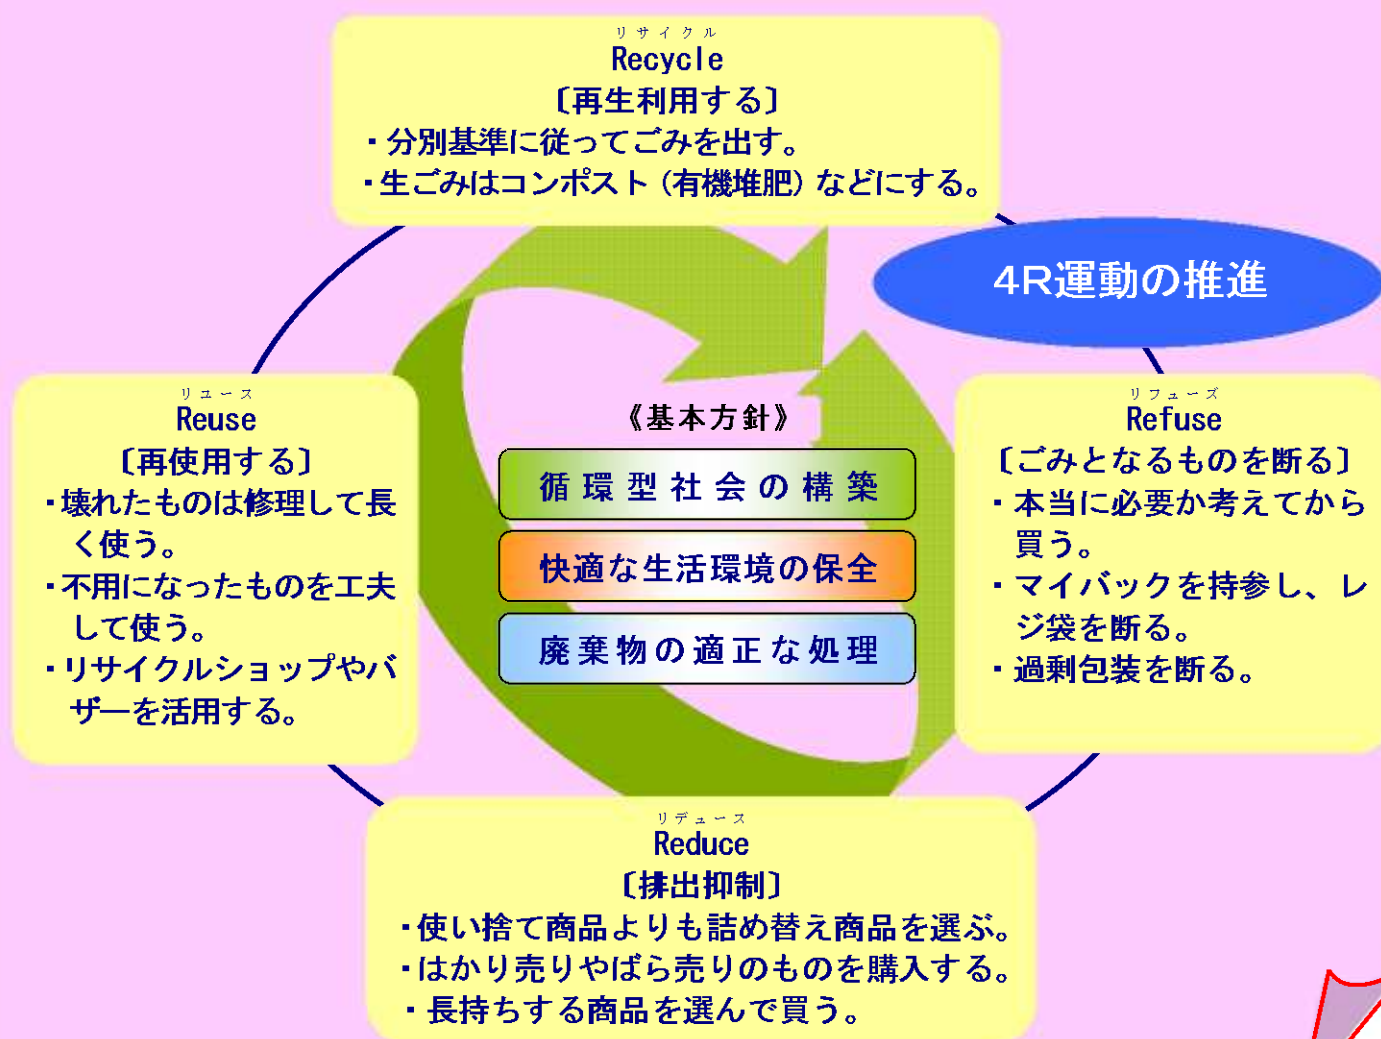 リサイクル
Recycle
〔再生利用する〕
・分別基準に従ってごみを出す。
・生ごみはコンポスト（有機堆肥）などにする。
4R運動の推進
リユース
Reuse
〔再使用する〕
・壊れたものは修理して長
く使う。
・不用になったものを工夫
して使う。
・リサイクルショップやバ
ザーを活用する。
《基本方針》
循環型社会の構築
快適な生活環境の保全
廃棄物の適正な処理
リフューズ
Refuse
〔ごみとなるものを断る〕
・本当に必要か考えてから
買う。
・マイバックを持参し、レ
ジ袋を断る。
・過剰包装を断る。
リデュース
Reduce
〔排出抑制〕
・使い捨て商品よりも詰め替え商品を選ぶ。
・はかり売りやばら売りのものを購入する。
・長持ちする商品を選んで買う。